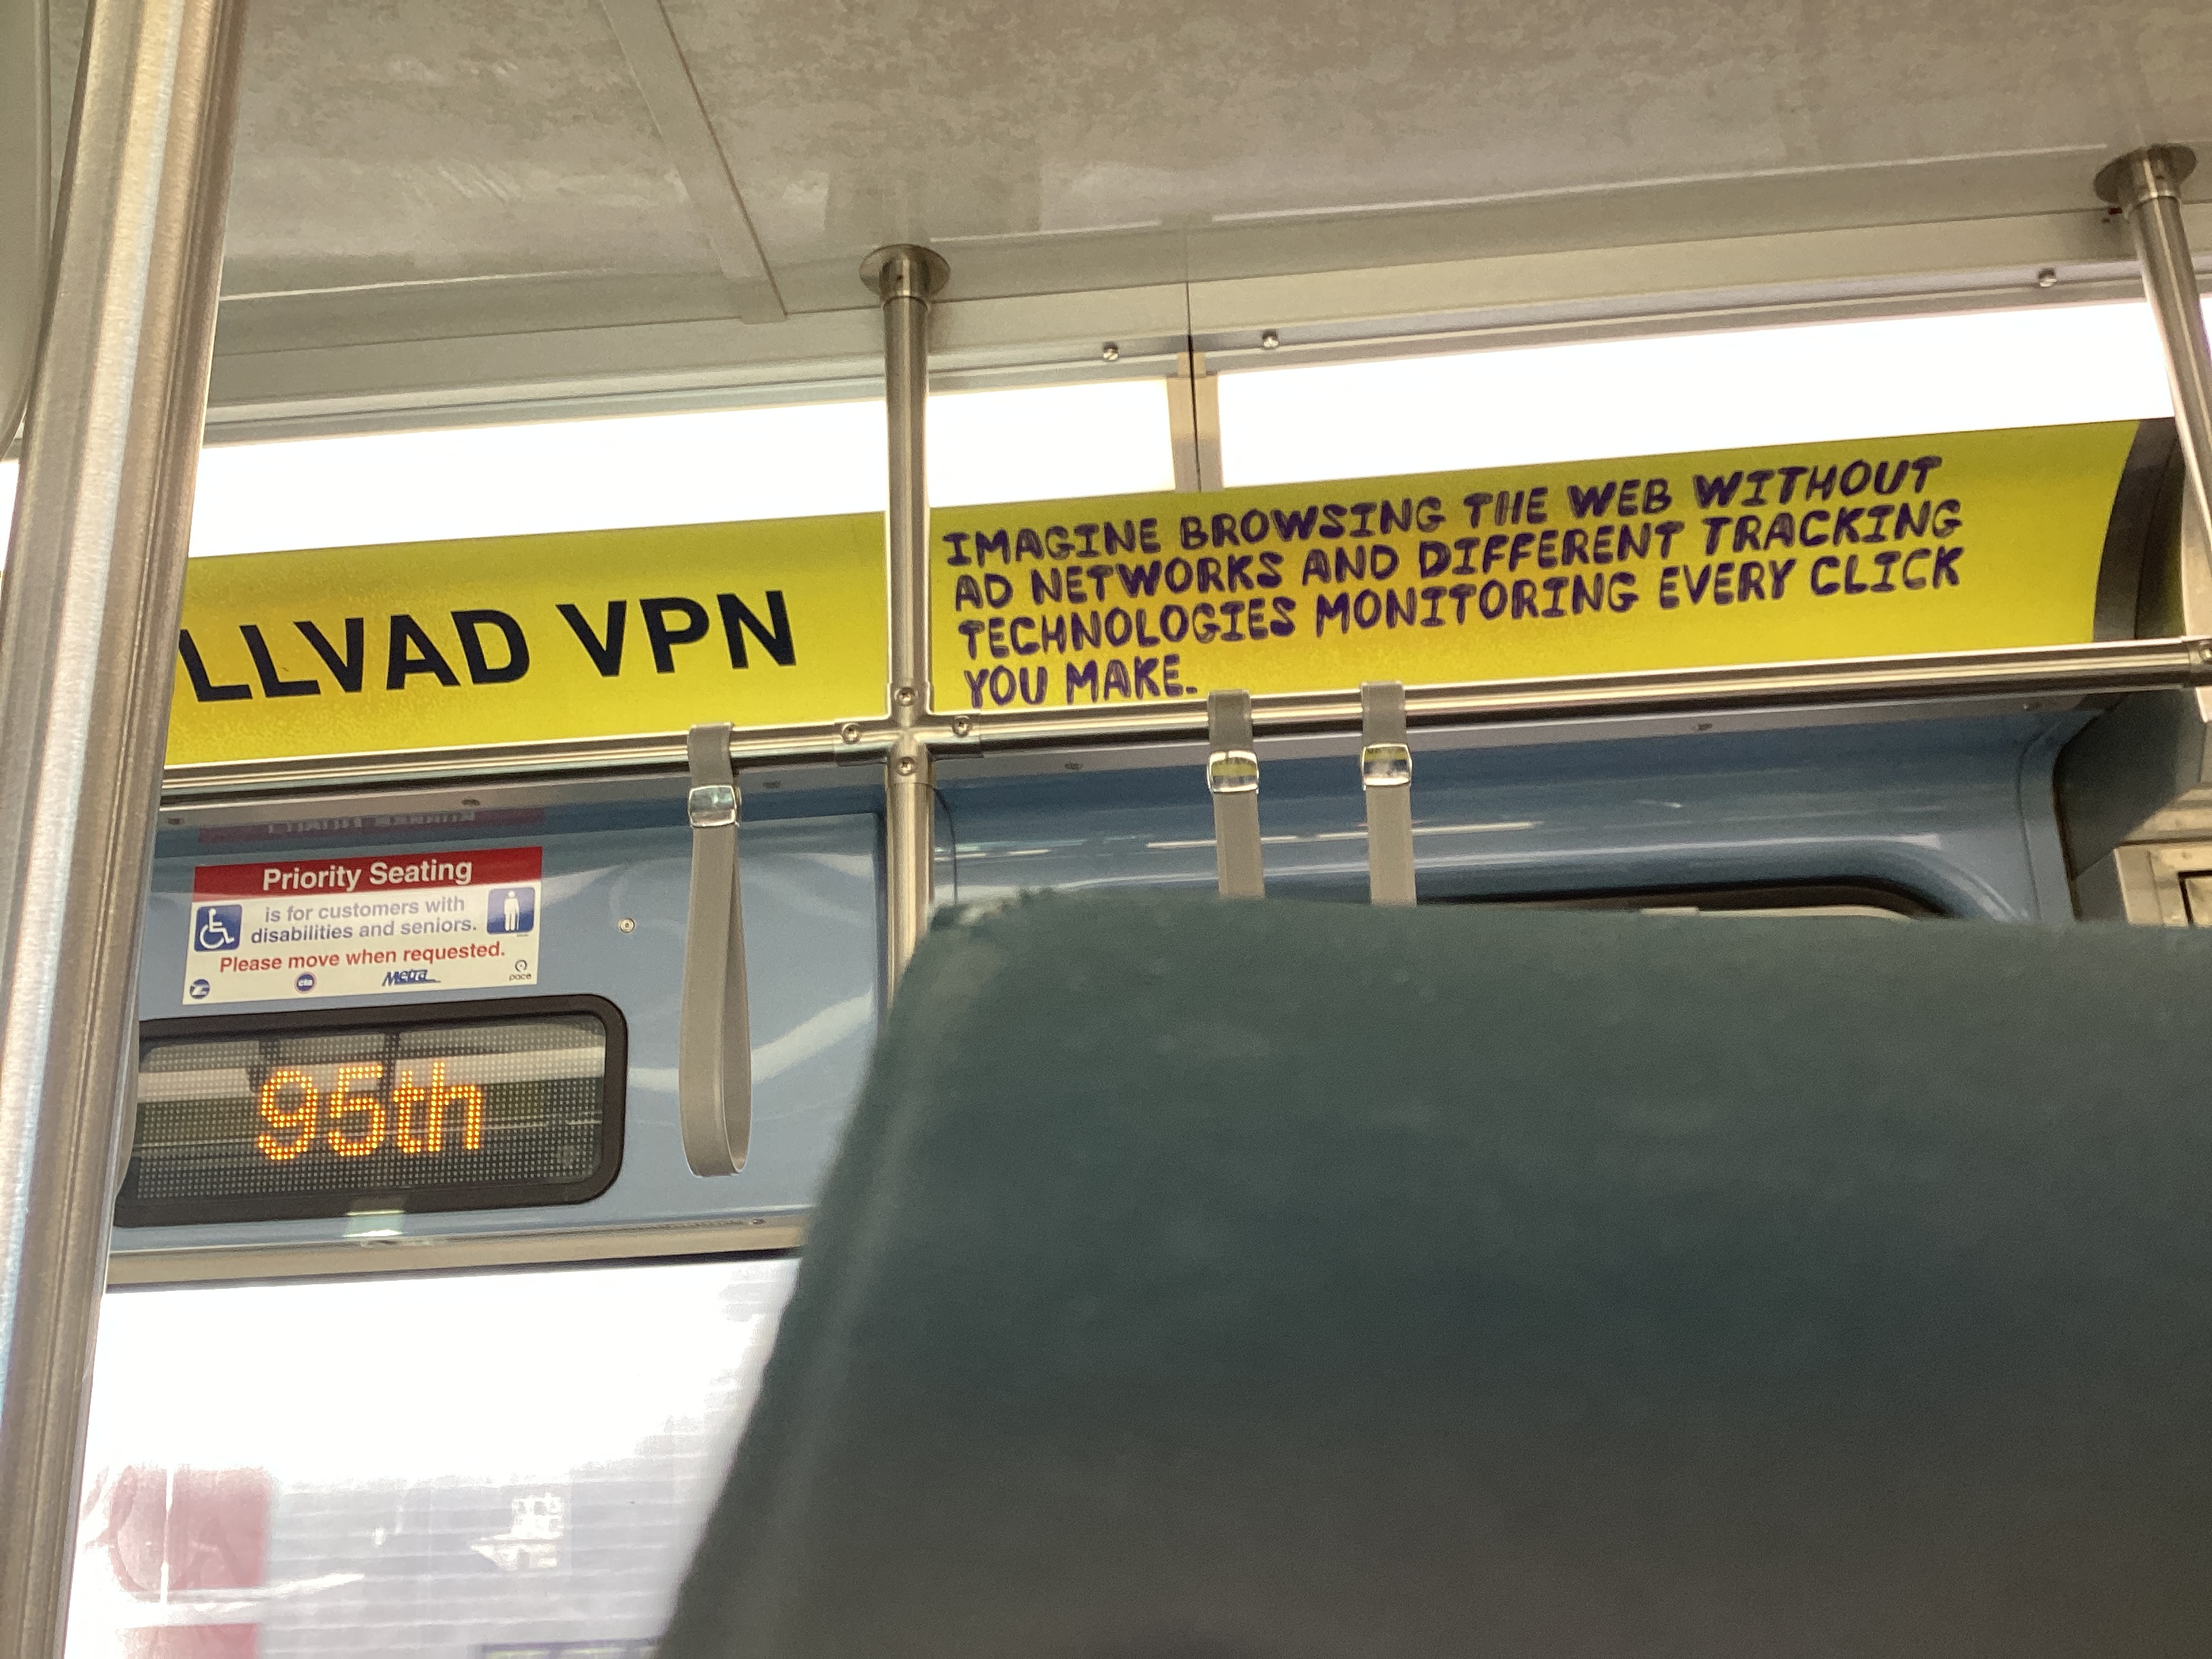 LLVAD VPN
IMAGINE BROWSING THE WEB WITHOUT
AD NETWORKS AND DIFFERENT TRACKING
TECHNOLOGIES MONITORING EVERY CLICK
YOU MAKE.
Priority Seating
is for customers with
disabilities and seniors.
Please move when requested.
cta
Metra
pace
95th